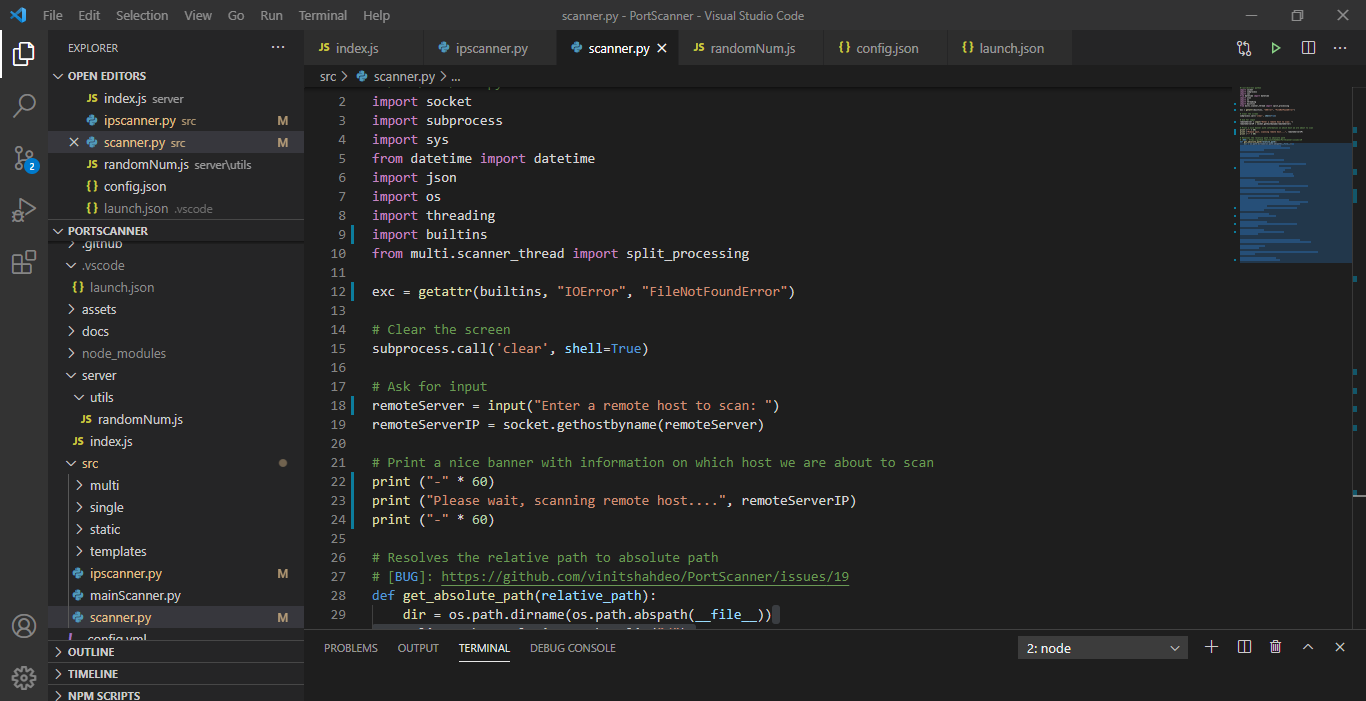 File Edit Selection View Go Run Terminal Help
scanner.py - PortScanner - Visual Studio Code
EXPLORER
OPEN EDITORS
JS index.js server
ipscanner.py src M
scanner.py src M
JS randomNum.js server\utils
{} config.json
{} launch.json .vscode
2
PORTSCANNER
.github
.vscode
{} launch.json
assets
docs
node_modules
server
utils
JS randomNum.js
JS index.js
src
multi
single
static
templates
ipscanner.py M
mainScanner.py
scanner.py M
! config.yml
OUTLINE
TIMELINE
NPM SCRIPTS
JS index.js ipscanner.py scanner.py JS randomNum.js {} config.json {} launch.json
src > scanner.py > ...
2 import socket
3 import subprocess
4 import sys
5 from datetime import datetime
6 import json
7 import os
8 import threading
9 import builtins
10 from multi.scanner_thread import split_processing
11
12 exc = getattr(builtins, "IOError", "FileNotFoundError")
13
14 # Clear the screen
15 subprocess.call('clear', shell=True)
16
17 # Ask for input
18 remoteServer = input("Enter a remote host to scan: ")
19 remoteServerIP = socket.gethostbyname(remoteServer)
20
21 # Print a nice banner with information on which host we are about to scan
22 print ("-" * 60)
23 print ("Please wait, scanning remote host....", remoteServerIP)
24 print ("-" * 60)
25
26 # Resolves the relative path to absolute path
27 # [BUG]: https://github.com/vinitshahdeo/PortScanner/issues/19
28 def get_absolute_path(relative_path):
29 dir = os.path.dirname(os.path.abspath(__file__))
PROBLEMS OUTPUT TERMINAL DEBUG CONSOLE
2: node